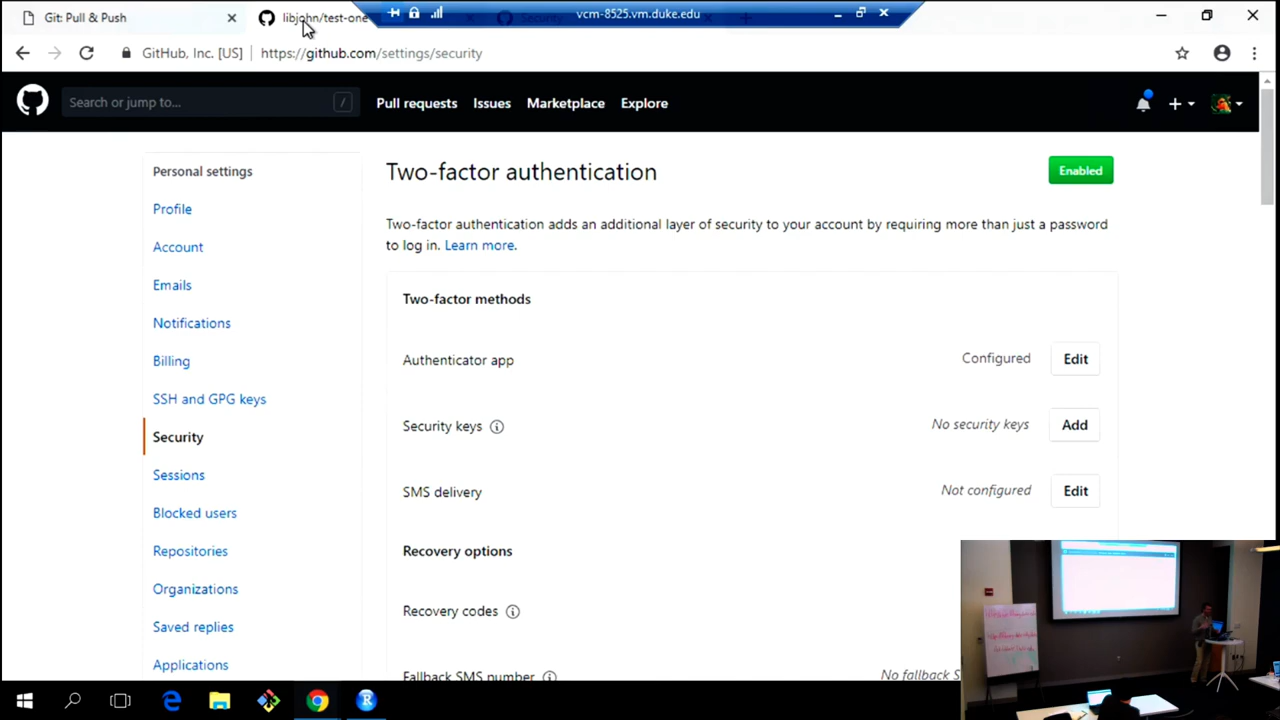 Git: Pull & Push
libjohn/test-one
vcm-8525.vm.duke.edu
Security
GitHub, Inc. [US]
https://github.com/settings/security
Search or jump to...
/
Pull requests
Issues
Marketplace
Explore
Personal settings
Profile
Account
Emails
Notifications
Billing
SSH and GPG keys
Security
Sessions
Blocked users
Repositories
Organizations
Saved replies
Applications
Two-factor authentication
Enabled
Two-factor authentication adds an additional layer of security to your account by requiring more than just a password
to log in. Learn more.
Two-factor methods
Authenticator app
Configured
Edit
Security keys
No security keys
Add
SMS delivery
Not configured
Edit
Recovery options
Recovery codes
Fallback SMS number
No fallback S